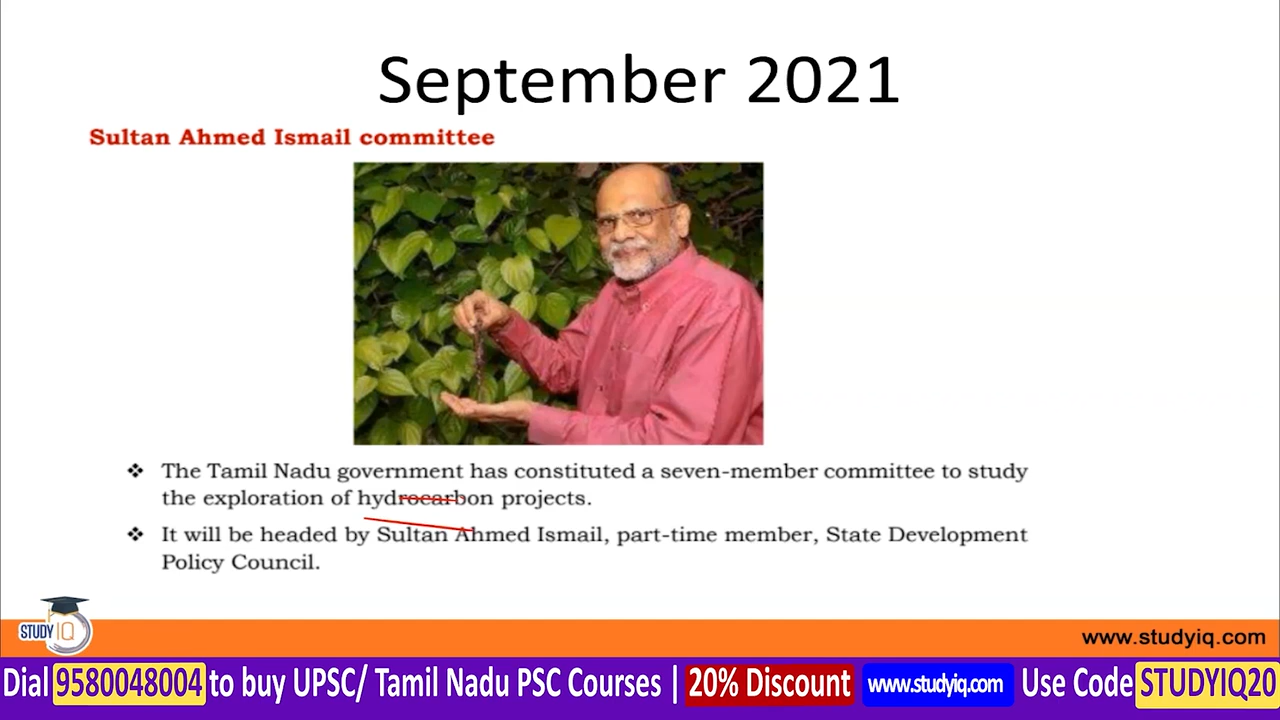 September 2021
Sultan Ahmed Ismail committee
❖ The Tamil Nadu government has constituted a seven-member committee to study
the exploration of hydrocarbon projects.
❖ It will be headed by Sultan Ahmed Ismail, part-time member, State Development
Policy Council.
STUDY IQ
www.studyiq.com
Dial 9580048004 to buy UPSC/ Tamil Nadu PSC Courses | 20% Discount www.studyiq.com Use Code STUDYIQ20